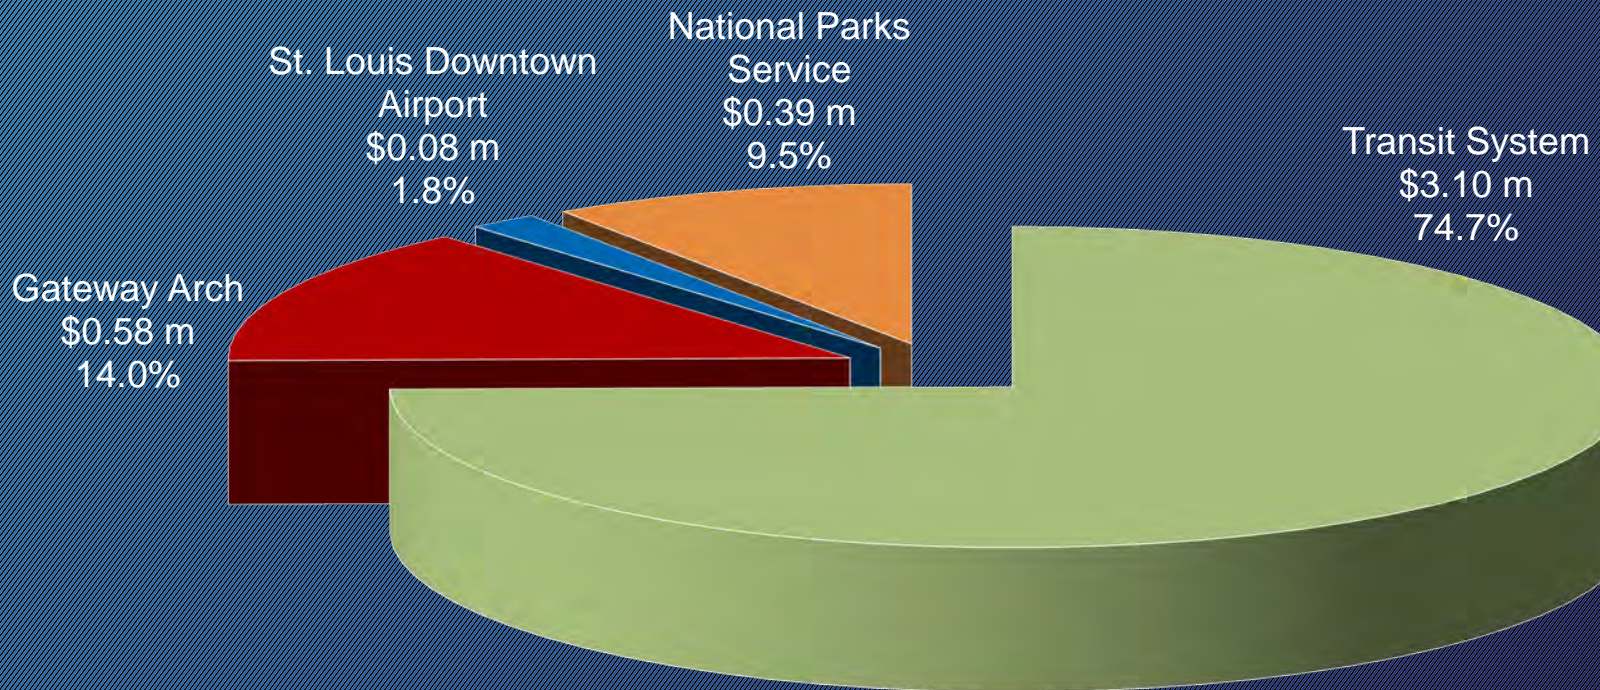 National Parks
Service
$0.39 m
9.5%
St. Louis Downtown
Airport
$0.08 m
1.8%
Transit System
$3.10 m
74.7%
Gateway Arch
$0.58 m
14.0%